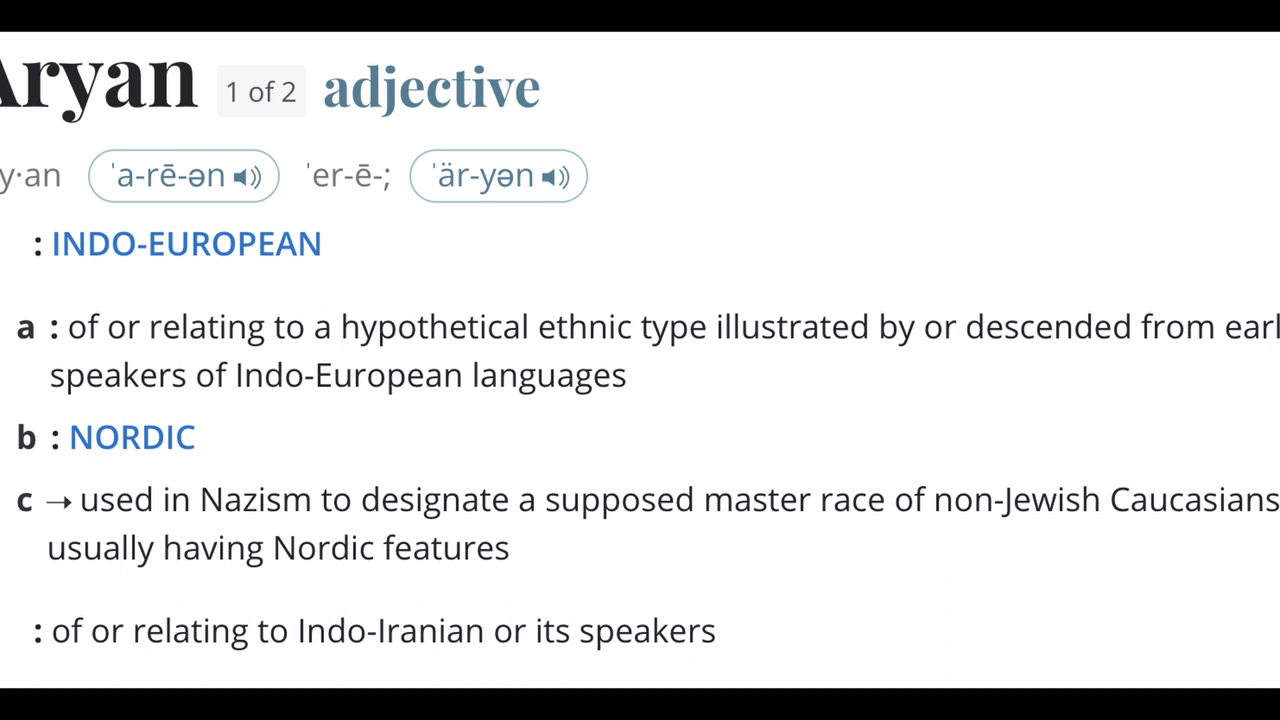 Aryan 1 of 2 adjective
y·an ˈa-rē-ən ˈer-ē-; ˈär-yən
: INDO-EUROPEAN
a : of or relating to a hypothetical ethnic type illustrated by or descended from earl
speakers of Indo-European languages
b : NORDIC
c → used in Nazism to designate a supposed master race of non-Jewish Caucasians
usually having Nordic features
: of or relating to Indo-Iranian or its speakers